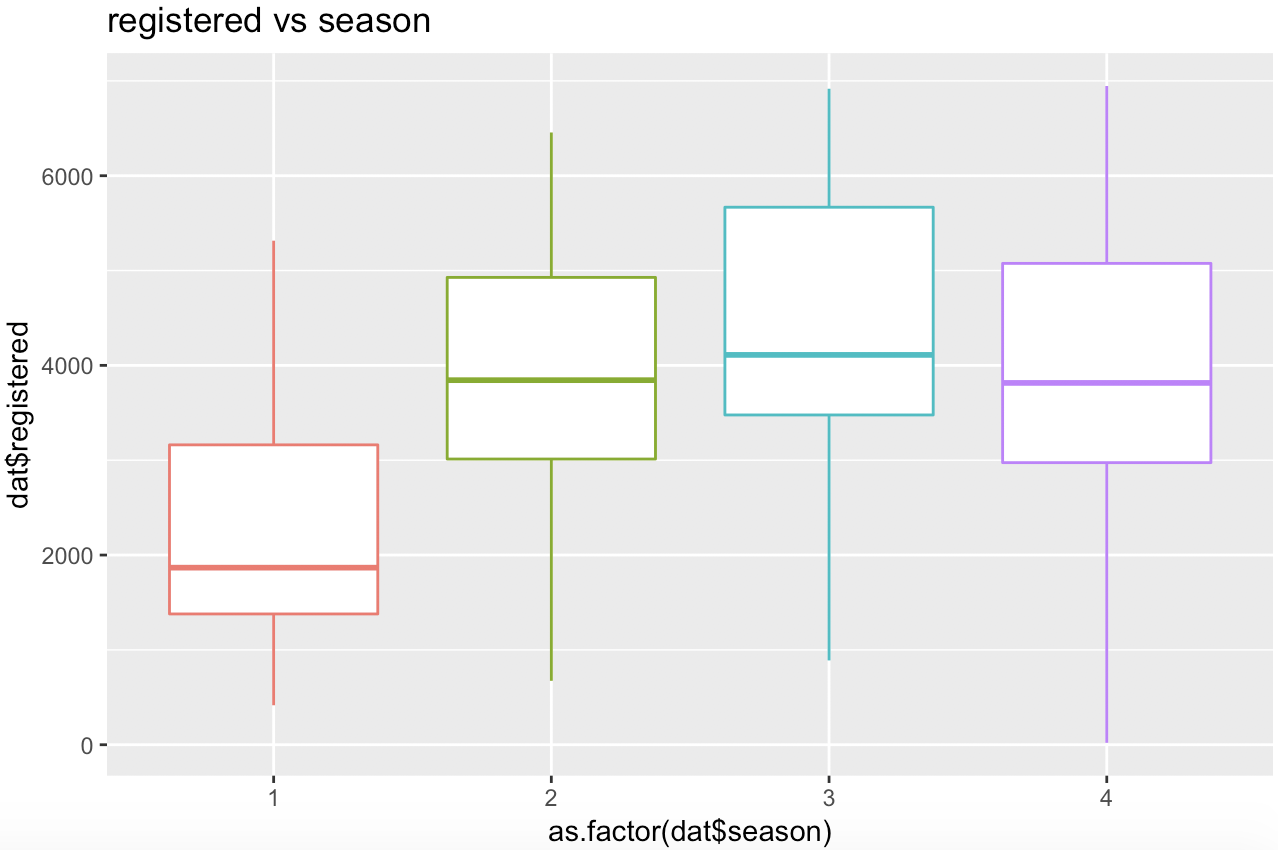 registered vs season
dat$registered
6000
4000
2000
0
1 2 3 4
as.factor(dat$season)